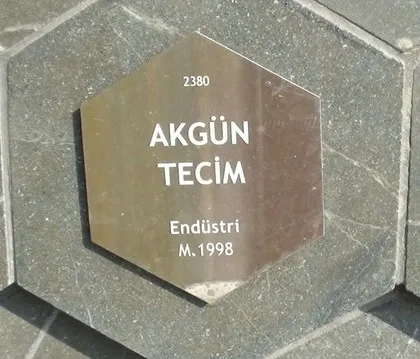 2380
AKGÜN
TECİM
Endüstri
M.1998